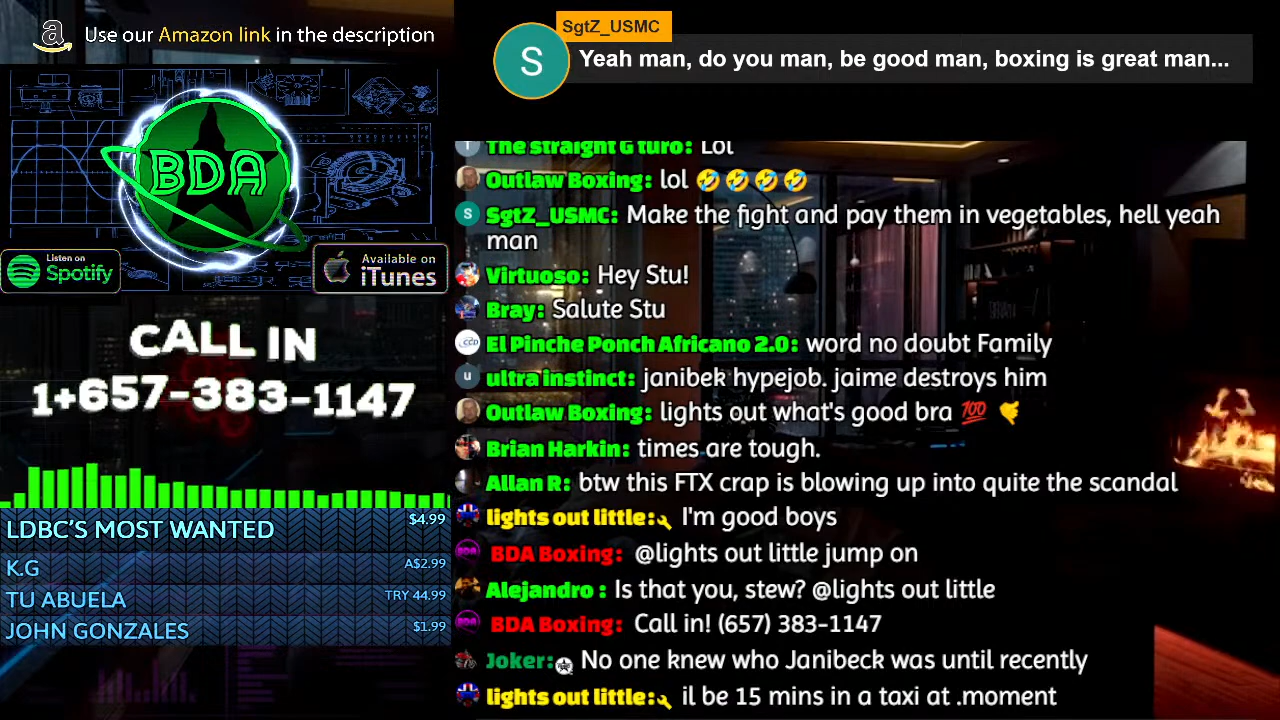 a Use our Amazon link in the description
SgtZ_USMC
S Yeah man, do you man, be good man, boxing is great man...
BDA
Listen on
Spotify
Available on
iTunes
CALL IN
1+657-383-1147
LDBC'S MOST WANTED $4.99
K.G A$2.99
TU ABUELA TRY 44.99
JOHN GONZALES $1.99
The straight G turo: Lol
Outlaw Boxing: lol 🤣🤣🤣🤣
S SgtZ_USMC: Make the fight and pay them in vegetables, hell yeah
man
Virtuoso: Hey Stu!
Bray: Salute Stu
El Pinche Ponch Africano 2.0: word no doubt Family
u ultra instinct: janibek hypejob. jaime destroys him
Outlaw Boxing: lights out what's good bra 💯 🤙
Brian Harkin: times are tough.
Allan R: btw this FTX crap is blowing up into quite the scandal
lights out little: I'm good boys
BDA BDA Boxing: @lights out little jump on
Alejandro : Is that you, stew? @lights out little
BDA BDA Boxing: Call in! (657) 383-1147
Joker: No one knew who Janibeck was until recently
lights out little: il be 15 mins in a taxi at .moment